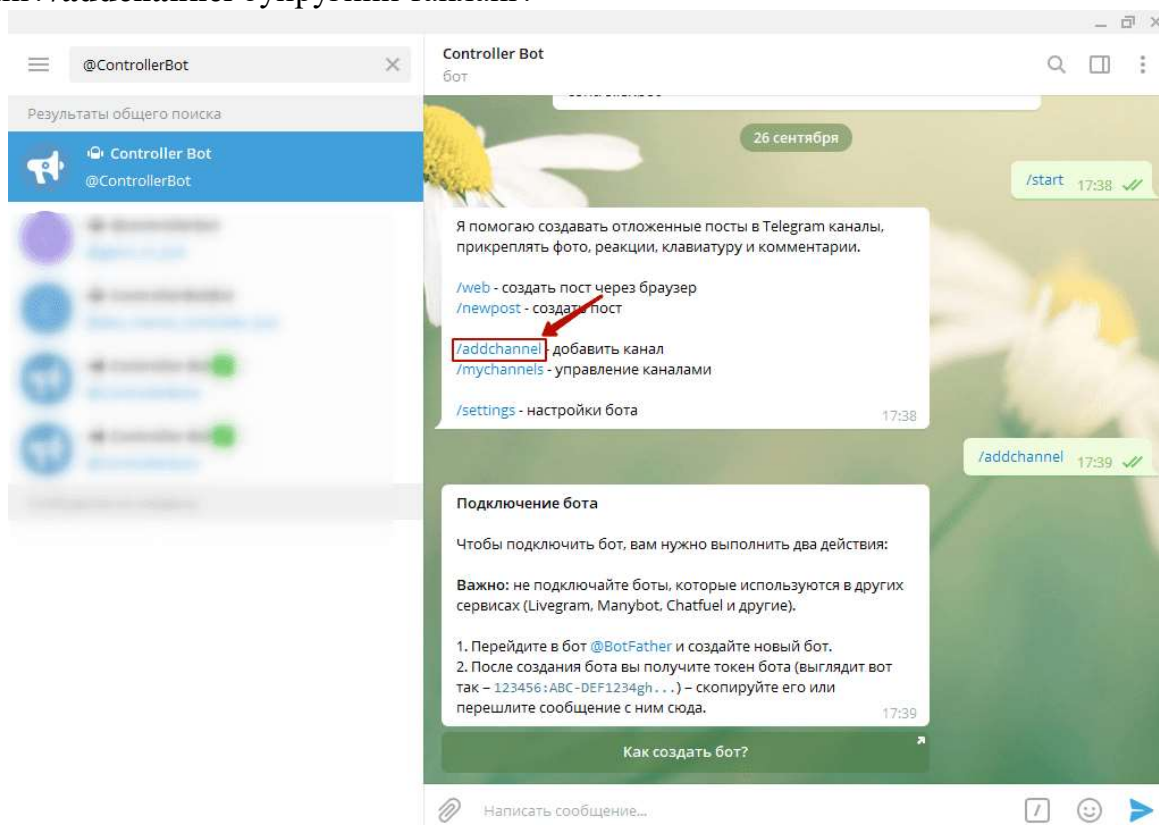 /addchannel буйруғини танланг.
@ControllerBot
Controller Bot
бот
Результаты общего поиска
Controller Bot
@ControllerBot
26 сентября
/start 17:38
Я помогаю создавать отложенные посты в Telegram каналы,
прикреплять фото, реакции, клавиатуру и комментарии.
/web - создать пост через браузер
/newpost - создать пост
/addchannel - добавить канал
/mychannels - управление каналами
/settings - настройки бота
17:38
/addchannel 17:39
Подключение бота
Чтобы подключить бот, вам нужно выполнить два действия:
Важно: не подключайте боты, которые используются в других
сервисах (Livegram, Manybot, Chatfuel и другие).
1. Перейдите в бот @BotFather и создайте новый бот.
2. После создания бота вы получите токен бота (выглядит вот
так – 123456:ABC-DEF1234gh...) – скопируйте его или
перешлите сообщение с ним сюда.
17:39
Как создать бот?
Написать сообщение...